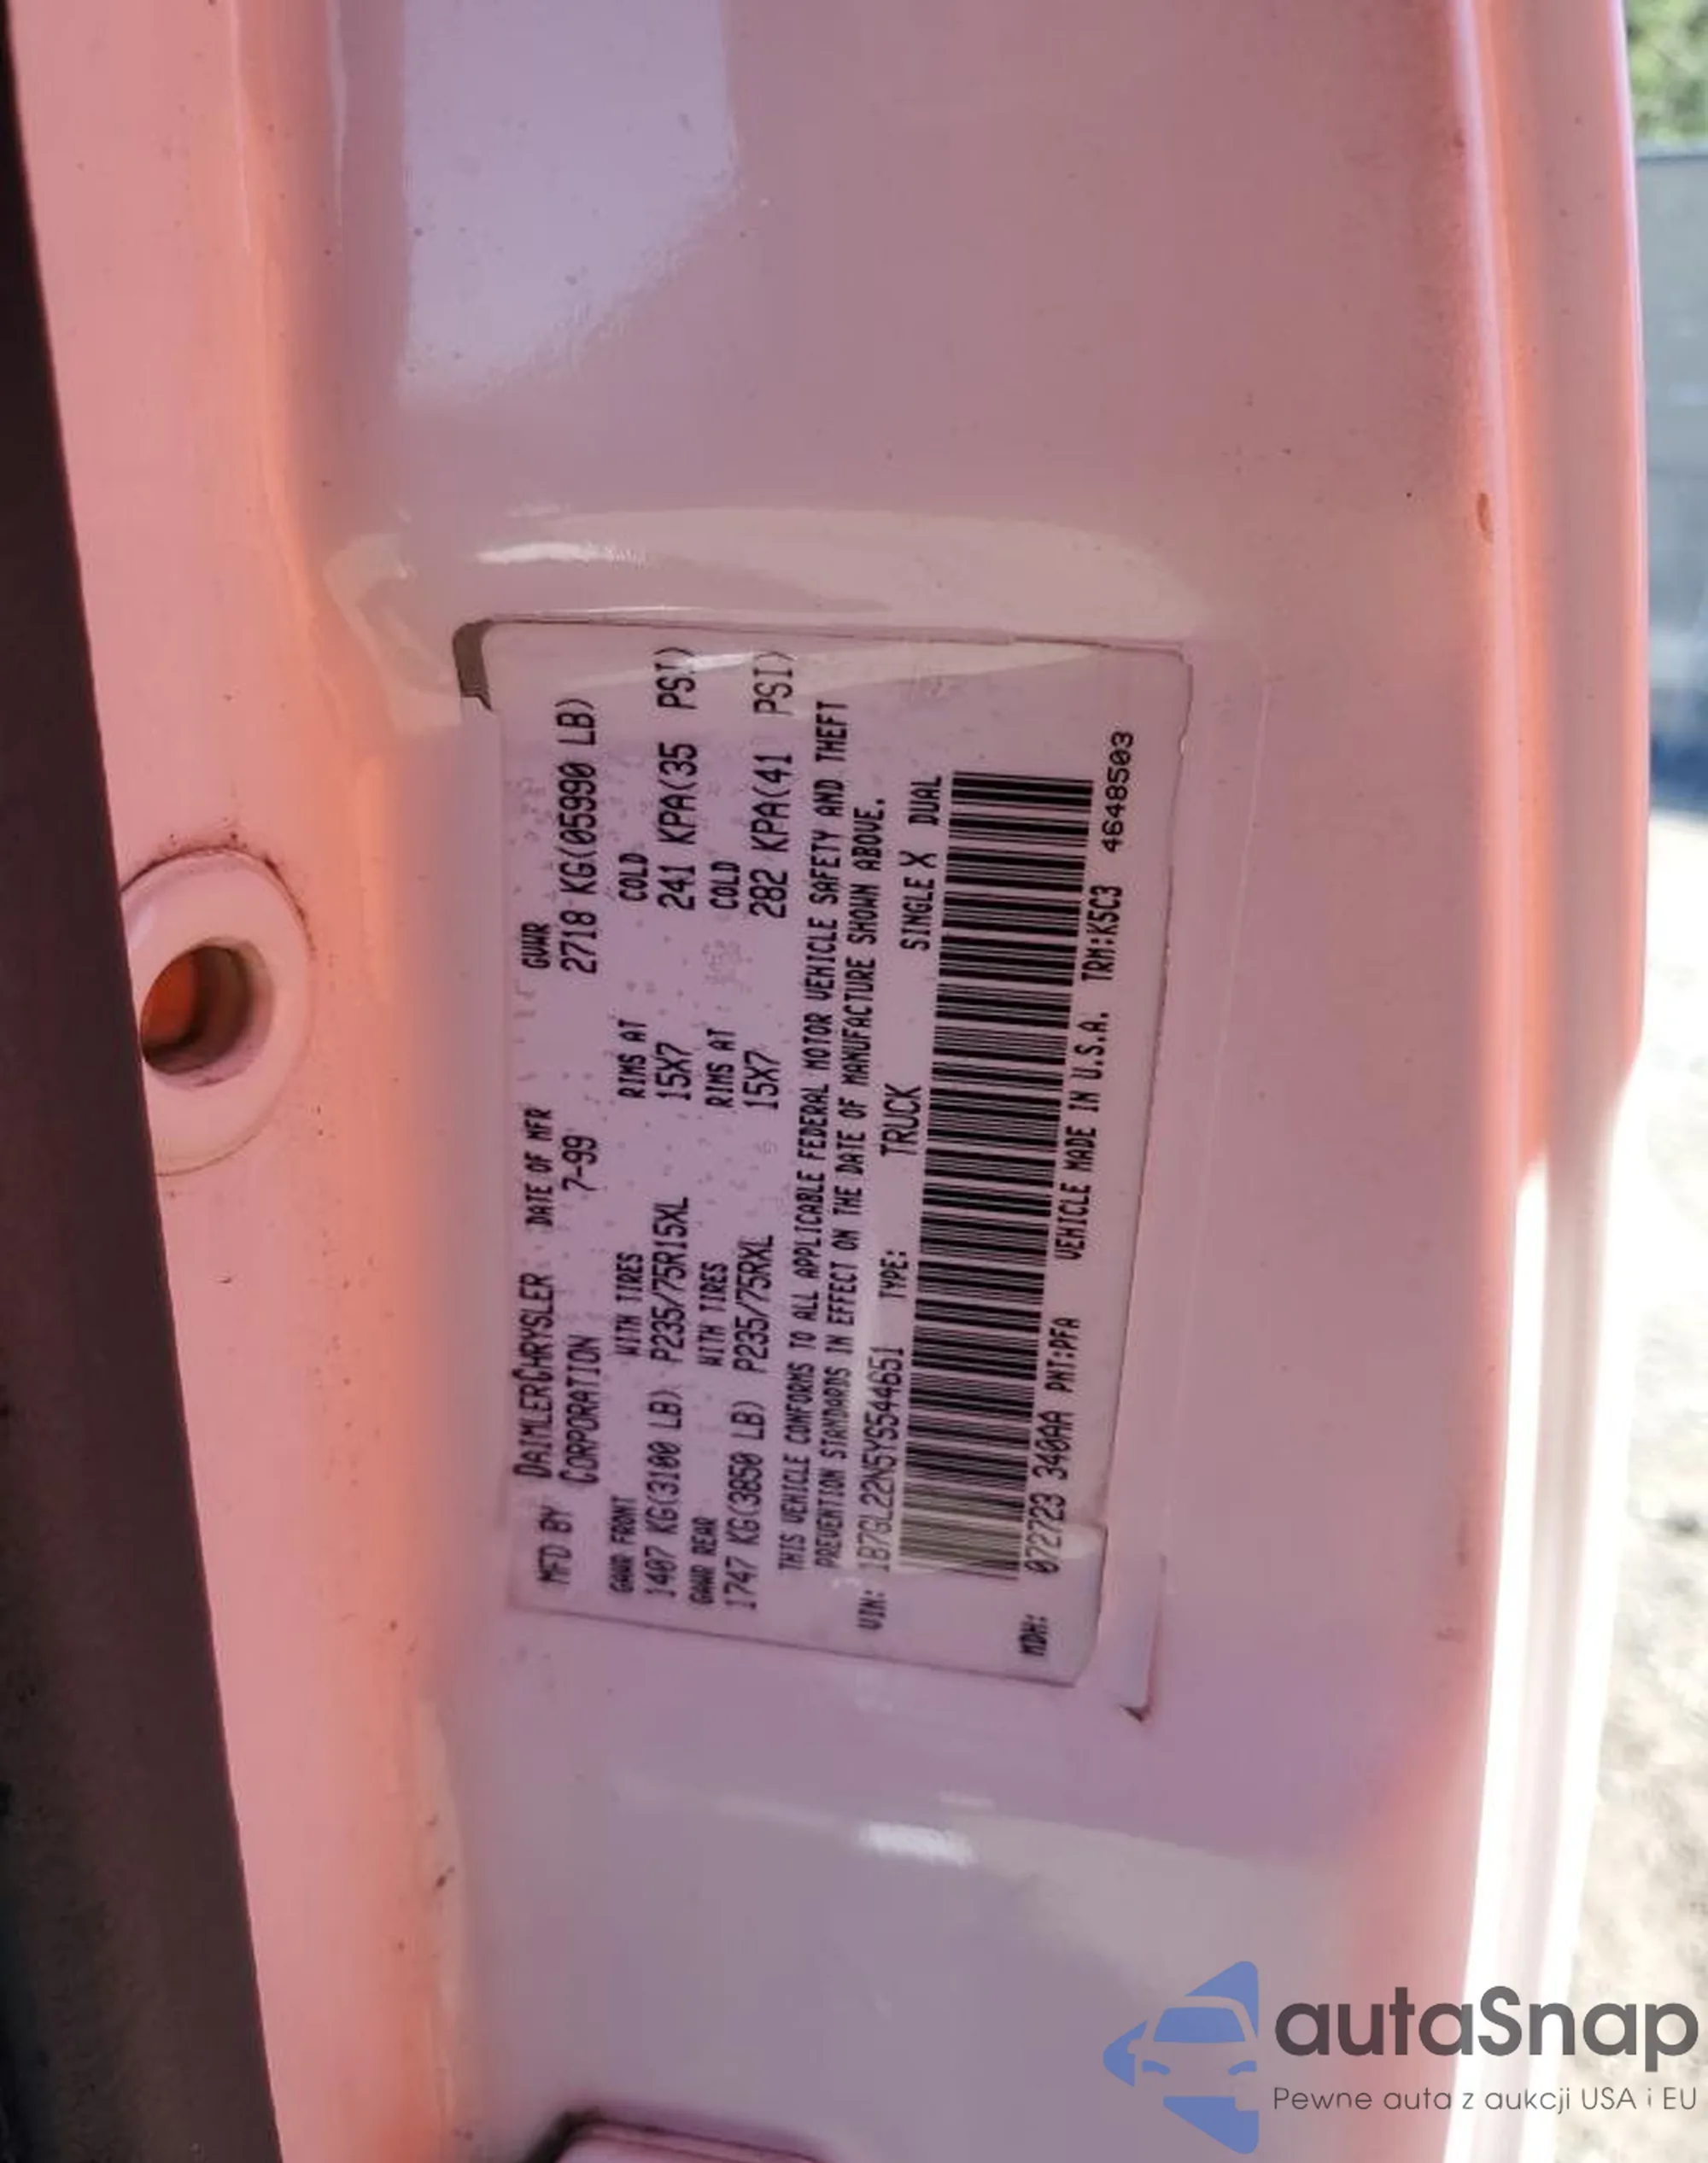 MFD BY DAIMLERCHRYSLER CORPORATION DATE OF MFR 7-99 GVWR 2718 KG(05990 LB)
GAWR FRONT WITH TIRES RIMS AT COLD
1407 KG(3100 LB) P235/75R15XL 15X7 241 KPA(35 PSI)
GAWR REAR WITH TIRES RIMS AT COLD
1747 KG(3850 LB) P235/75RXL 15X7 282 KPA(41 PSI)
THIS VEHICLE CONFORMS TO ALL APPLICABLE FEDERAL MOTOR VEHICLE SAFETY AND THEFT
PREVENTION STANDARDS IN EFFECT ON THE DATE OF MANUFACTURE SHOWN ABOVE.
VIN: 1B7GL22N5YS544651 TYPE: TRUCK SINGLE X DUAL
MDH: 072723 340AA PNT:PFA VEHICLE MADE IN U.S.A. TRM:K5C3 4648503
autaSnap
Pewne auta z aukcji USA i EU